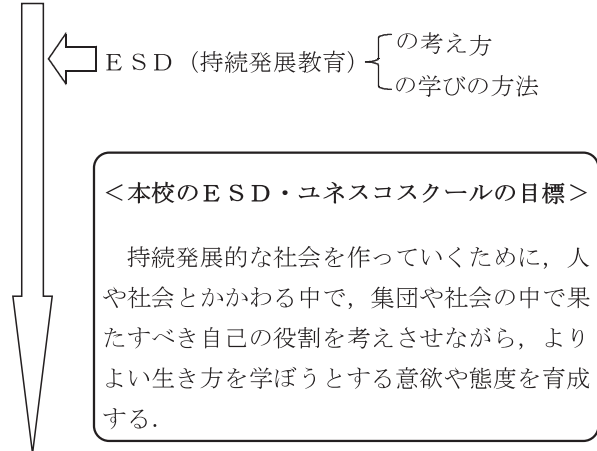 ESD（持続発展教育）
の考え方
の学びの方法
＜本校のESD・ユネスコスクールの目標＞
　持続発展的な社会を作っていくために，人
や社会とかかわる中で，集団や社会の中で果
たすべき自己の役割を考えさせながら，より
よい生き方を学ぼうとする意欲や態度を育成
する．